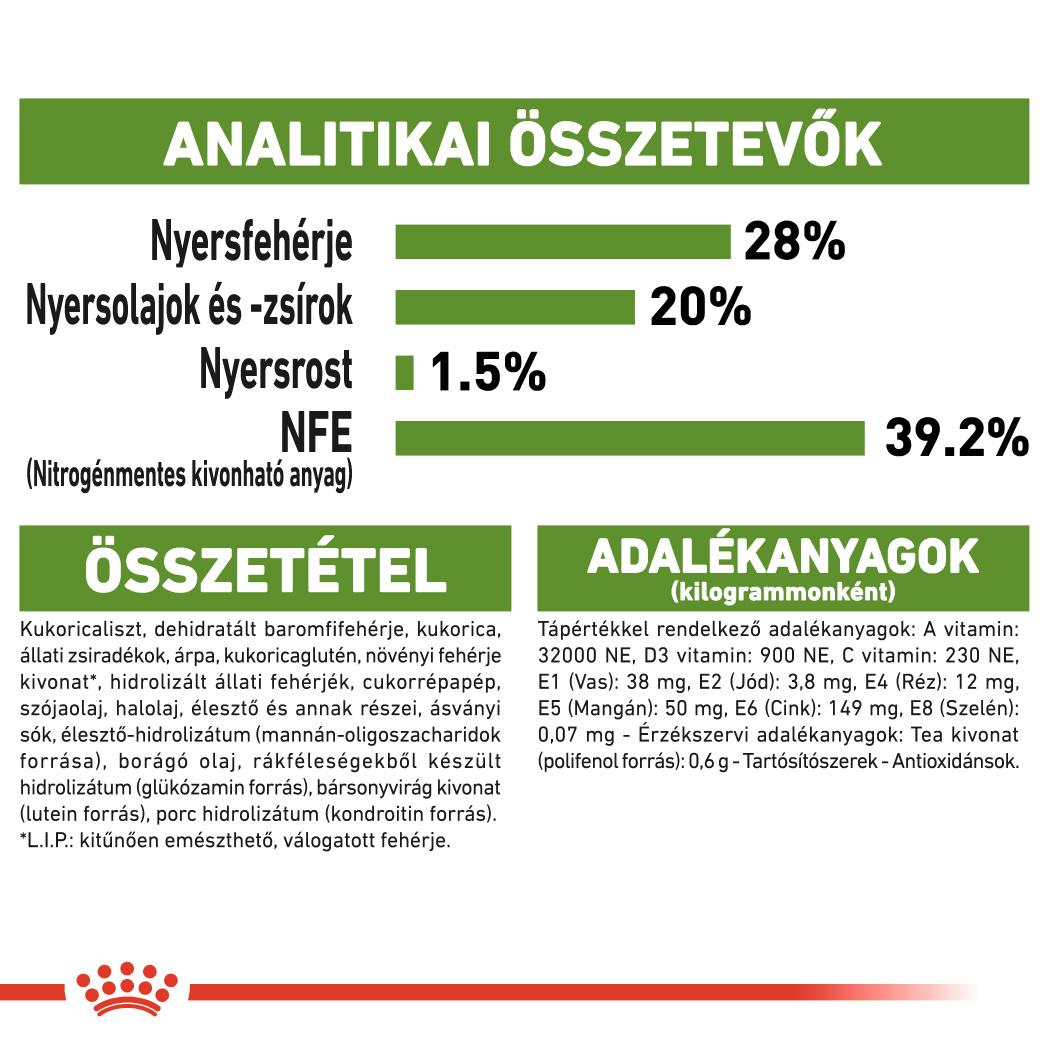 ANALITIKAI ÖSSZETEVŐK
Nyersfehérje 28%
Nyersolajok és -zsírok 20%
Nyersrost 1.5%
NFE 39.2%
(Nitrogénmentes kivonható anyag)
ÖSSZETÉTEL
Kukoricaliszt, dehidratált baromfifehérje, kukorica,
állati zsiradékok, árpa, kukoricaglutén, növényi fehérje
kivonat*, hidrolizált állati fehérjék, cukorrépapép,
szójaolaj, halolaj, élesztő és annak részei, ásványi
sók, élesztő-hidrolizátum (mannán-oligoszacharidok
forrása), borágó olaj, rákféleségekből készült
hidrolizátum (glükózamin forrás), bársonyvirág kivonat
(lutein forrás), porc hidrolizátum (kondroitin forrás).
*L.I.P.: kitűnően emészthető, válogatott fehérje.
ADALÉKANYAGOK
(kilogrammonként)
Tápértékkel rendelkező adalékanyagok: A vitamin:
32000 NE, D3 vitamin: 900 NE, C vitamin: 230 NE,
E1 (Vas): 38 mg, E2 (Jód): 3,8 mg, E4 (Réz): 12 mg,
E5 (Mangán): 50 mg, E6 (Cink): 149 mg, E8 (Szelén):
0,07 mg - Érzékszervi adalékanyagok: Tea kivonat
(polifenol forrás): 0,6 g - Tartósítószerek - Antioxidánsok.